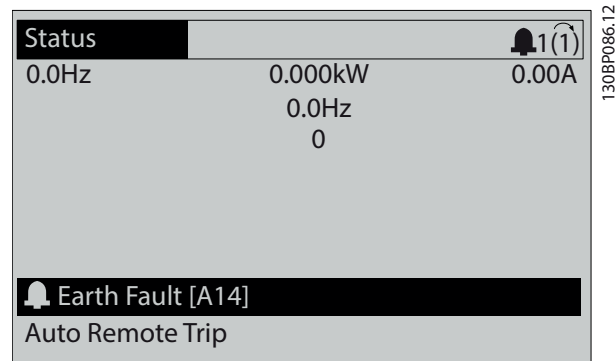 Status 1(1)
0.0Hz 0.000kW 0.00A
0.0Hz
0
Earth Fault [A14]
Auto Remote Trip
130BP086.12